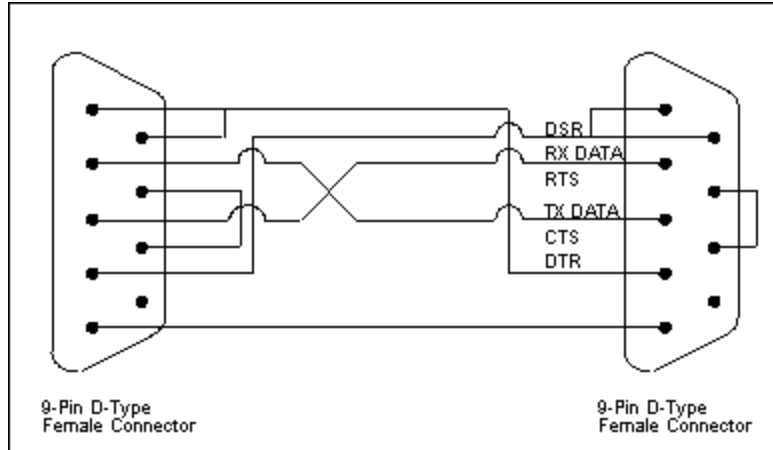 DSR
RX DATA
RTS
TX DATA
CTS
DTR
9-Pin D-Type
Female Connector
9-Pin D-Type
Female Connector